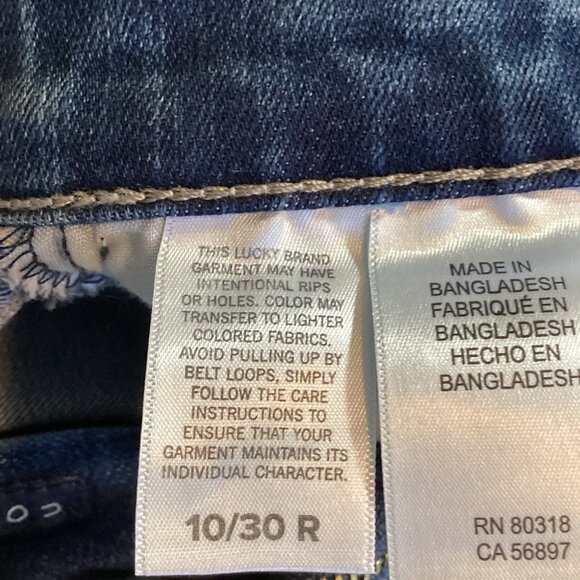 THIS LUCKY BRAND
GARMENT MAY HAVE
INTENTIONAL RIPS
OR HOLES. COLOR MAY
TRANSFER TO LIGHTER
COLORED FABRICS.
AVOID PULLING UP BY
BELT LOOPS, SIMPLY
FOLLOW THE CARE
INSTRUCTIONS TO
ENSURE THAT YOUR
GARMENT MAINTAINS ITS
INDIVIDUAL CHARACTER.
10/30 R
MADE IN
BANGLADESH
FABRIQUÉ EN
BANGLADESH
HECHO EN
BANGLADESH
RN 80318
CA 56897